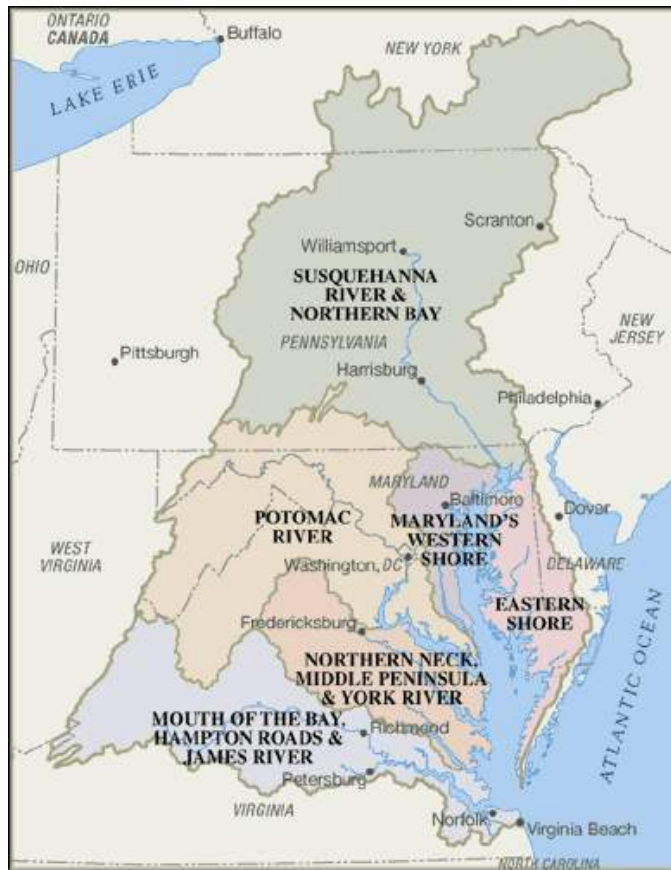 ONTARIO
CANADA
Buffalo
NEW YORK
LAKE ERIE
Scranton
Williamsport
OHIO
SUSQUEHANNA
RIVER &
NORTHERN BAY
PENNSYLVANIA
NEW
JERSEY
Pittsburgh
Harrisburg
Philadelphia
MARYLAND
Baltimore
Dover
POTOMAC
RIVER
MARYLAND'S
WESTERN
SHORE
WEST
VIRGINIA
Washington, DC
DELAWARE
EASTERN
SHORE
Fredericksburg
NORTHERN NECK,
MIDDLE PENINSULA
& YORK RIVER
ATLANTIC OCEAN
MOUTH OF THE BAY,
HAMPTON ROADS &
JAMES RIVER
Richmond
Petersburg
VIRGINIA
Norfolk
Virginia Beach
NORTH CAROLINA